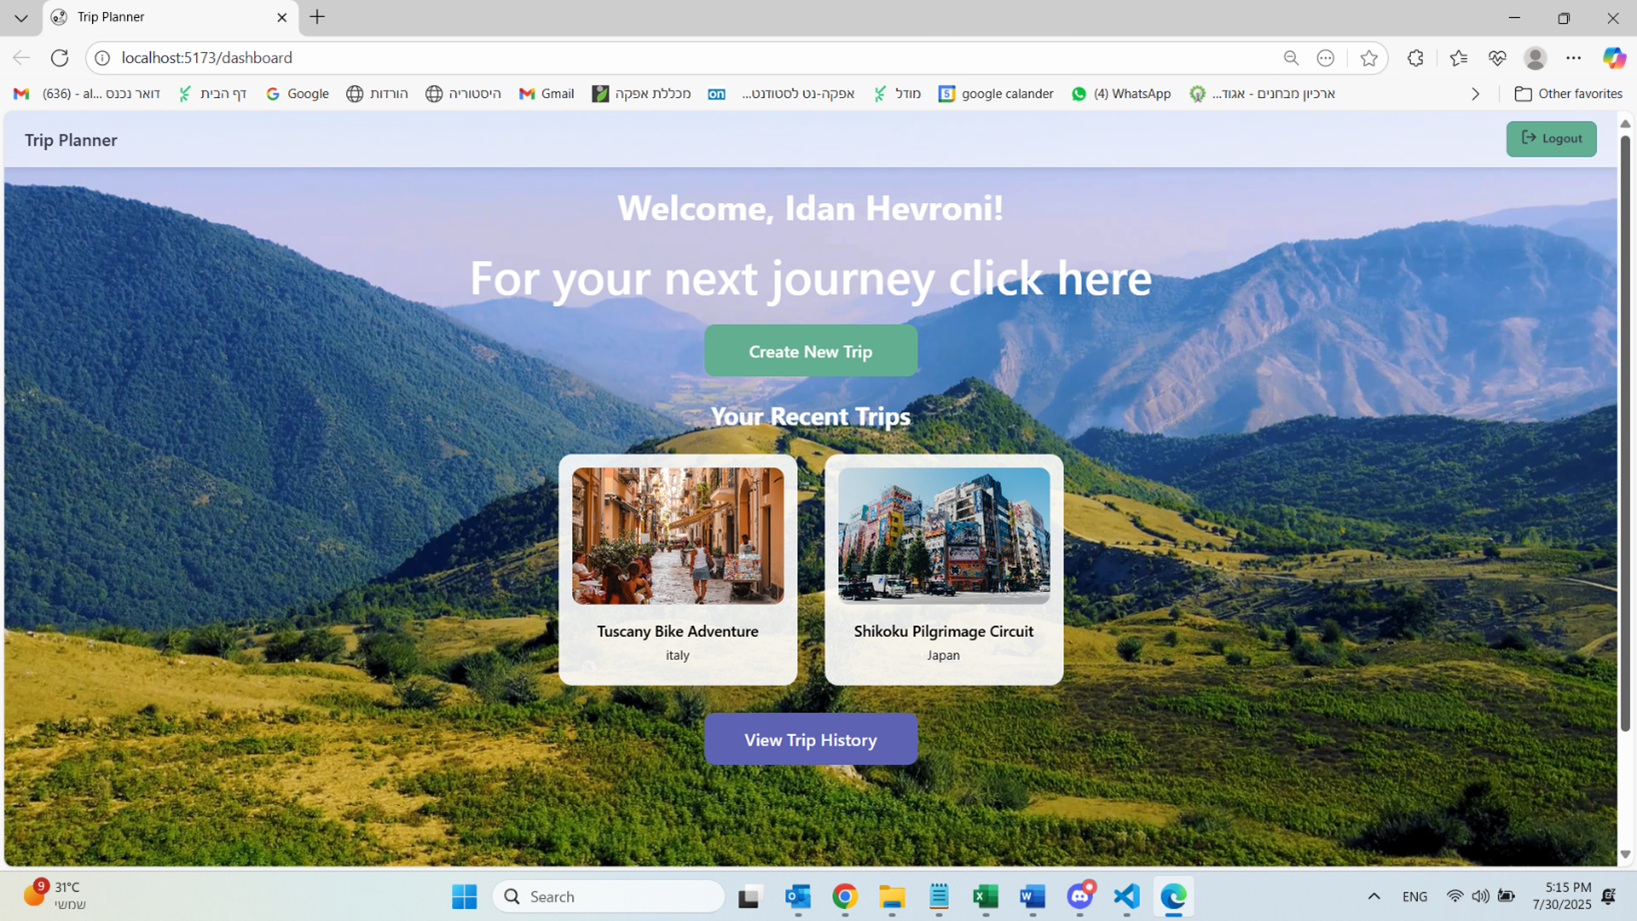 Trip Planner
localhost:5173/dashboard
(636) - al... דואר נכנס
דף הבית
Google
הורדות
היסטוריה
Gmail
מכללת אפקה
on
אפקה-נט לסטודנט...
מודל
5
google calander
(4) WhatsApp
ארכיון מבחנים - אגוד...
Other favorites
Trip Planner
Logout
Welcome, Idan Hevroni!
For your next journey click here
Create New Trip
Your Recent Trips
Tuscany Bike Adventure
italy
Shikoku Pilgrimage Circuit
Japan
View Trip History
9
31°C
שמשי
Search
ENG
5:15 PM
7/30/2025